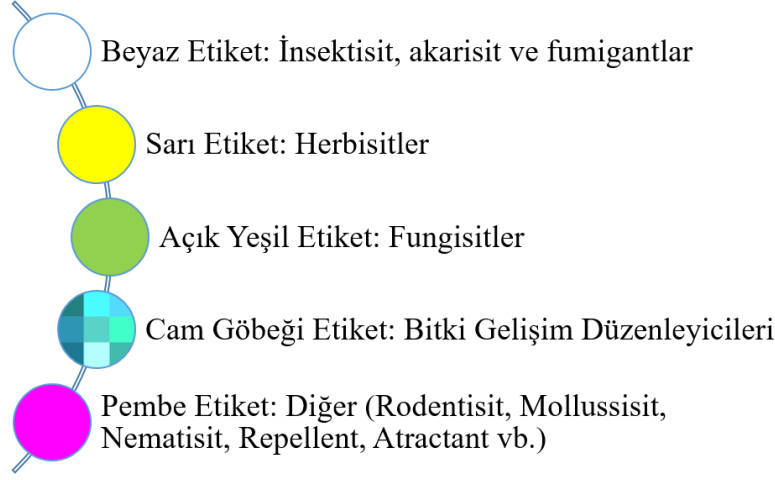 Beyaz Etiket: İnsektisit, akarisit ve fumigantlar
Sarı Etiket: Herbisitler
Açık Yeşil Etiket: Fungisitler
Cam Göbeği Etiket: Bitki Gelişim Düzenleyicileri
Pembe Etiket: Diğer (Rodentisit, Mollussisit,
Nematisit, Repellent, Atractant vb.)